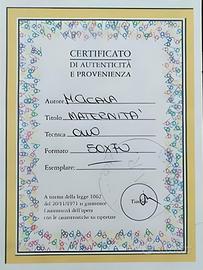 CERTIFICATO
DI AUTENTICITÀ
E PROVENIENZA
Autore
Titolo MATERNITA'
Tecnica OLIO
Formato 50X70
Esemplare:
A norma della legge 1062
del 20/11/1971 si garantisce
l'autenticità dell'opera
con le caratteristiche su riportate